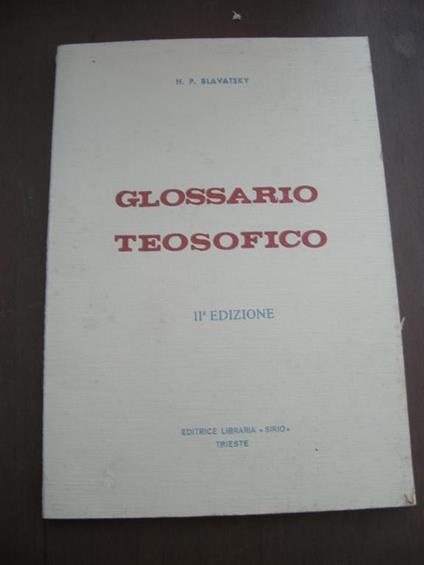 H. P. BLAVATSKY
GLOSSARIO
TEOSOFICO
IIª EDIZIONE
EDITRICE LIBRARIA «SIRIO»
TRIESTE